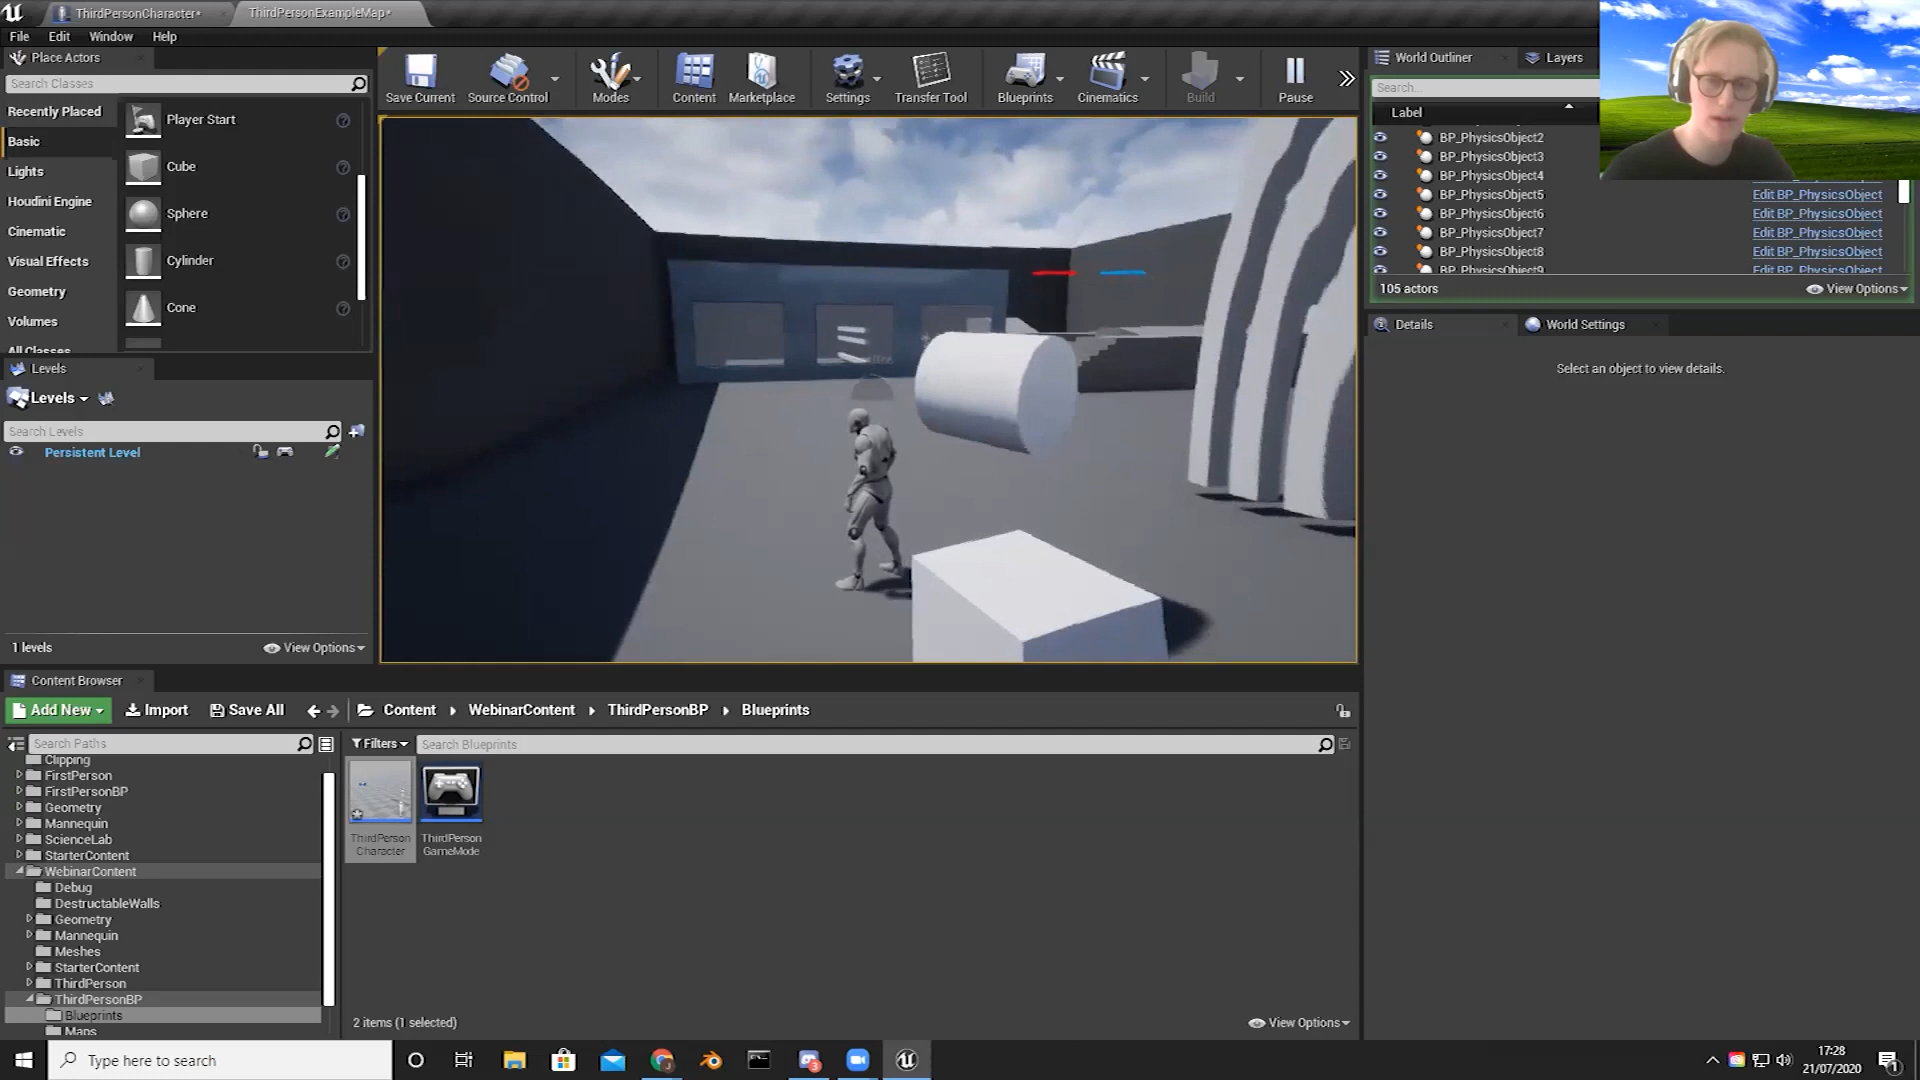 ThirdPersonCharacter*
ThirdPersonExampleMap*
File Edit Window Help
Place Actors
Search Classes
Recently Placed
Basic
Lights
Houdini Engine
Cinematic
Visual Effects
Geometry
Volumes
All Classes
Player Start
Cube
Sphere
Cylinder
Cone
Levels
Levels
Search Levels
Persistent Level
1 levels
View Options
Save Current
Source Control
Modes
Content
Marketplace
Settings
Transfer Tool
Blueprints
Cinematics
Build
Pause
World Outliner
Layers
Search...
Label
BP_PhysicsObject2
BP_PhysicsObject3
BP_PhysicsObject4
BP_PhysicsObject5 Edit BP_PhysicsObject
BP_PhysicsObject6 Edit BP_PhysicsObject
BP_PhysicsObject7 Edit BP_PhysicsObject
BP_PhysicsObject8 Edit BP_PhysicsObject
BP_PhysicsObject9 Edit BP_PhysicsObject
105 actors
View Options
Details
World Settings
Select an object to view details.
Content Browser
Add New
Import
Save All
Content
WebinarContent
ThirdPersonBP
Blueprints
Search Paths
Filters
Search Blueprints
Clipping
FirstPerson
FirstPersonBP
Geometry
Mannequin
ScienceLab
StarterContent
WebinarContent
Debug
DestructableWalls
Geometry
Mannequin
Meshes
StarterContent
ThirdPerson
ThirdPersonBP
Blueprints
Maps
ThirdPerson
Character
ThirdPerson
GameMode
2 items (1 selected)
View Options
Type here to search
3
17:28
21/07/2020
1